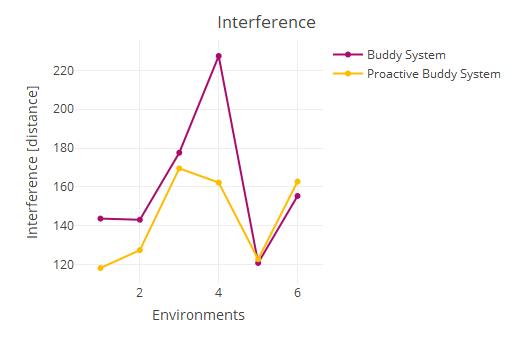 Interference
Buddy System
Proactive Buddy System
Interference [distance]
220
200
180
160
140
120
2 4 6
Environments